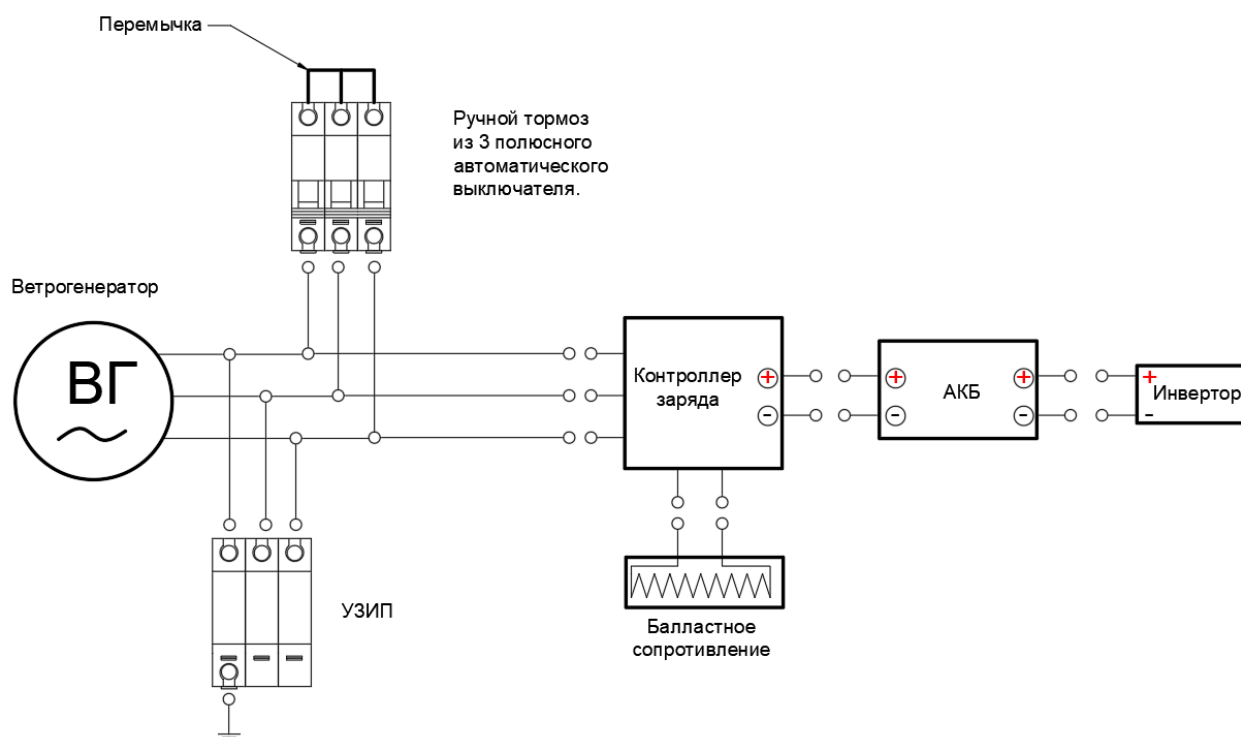 Перемычка
Ручной тормоз
из 3 полюсного
автоматического
выключателя.
Ветрогенератор
ВГ
Контроллер
заряда
+
-
+
-
АКБ
+
-
+
-
Инвертор
УЗИП
Балластное
сопротивление